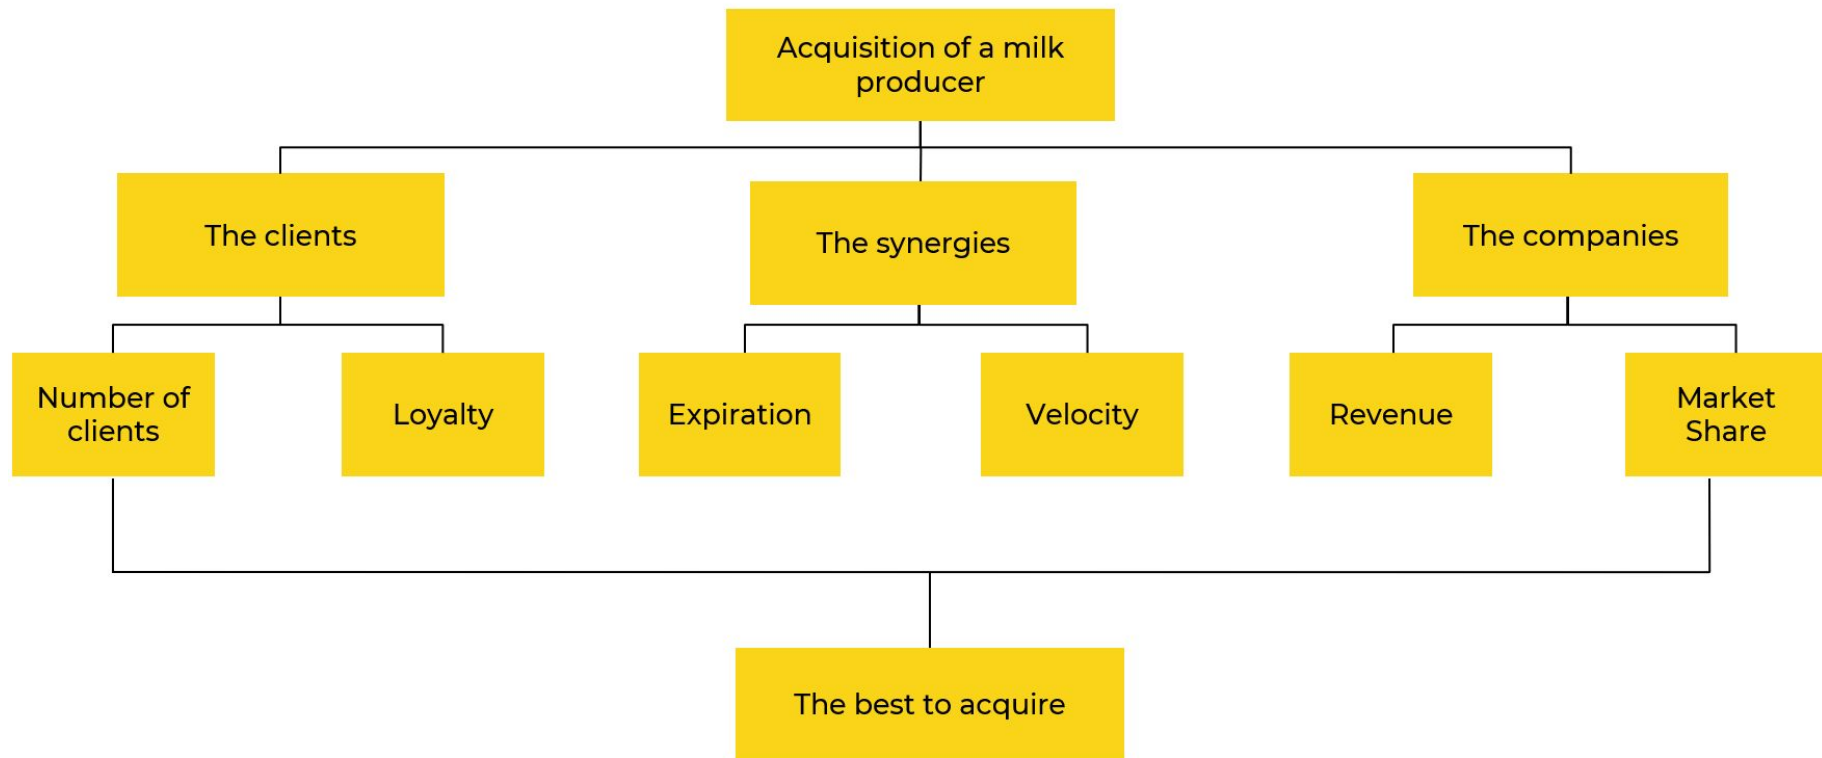 Acquisition of a milk
producer
The clients
The synergies
The companies
Number of
clients
Loyalty
Expiration
Velocity
Revenue
Market
Share
The best to acquire